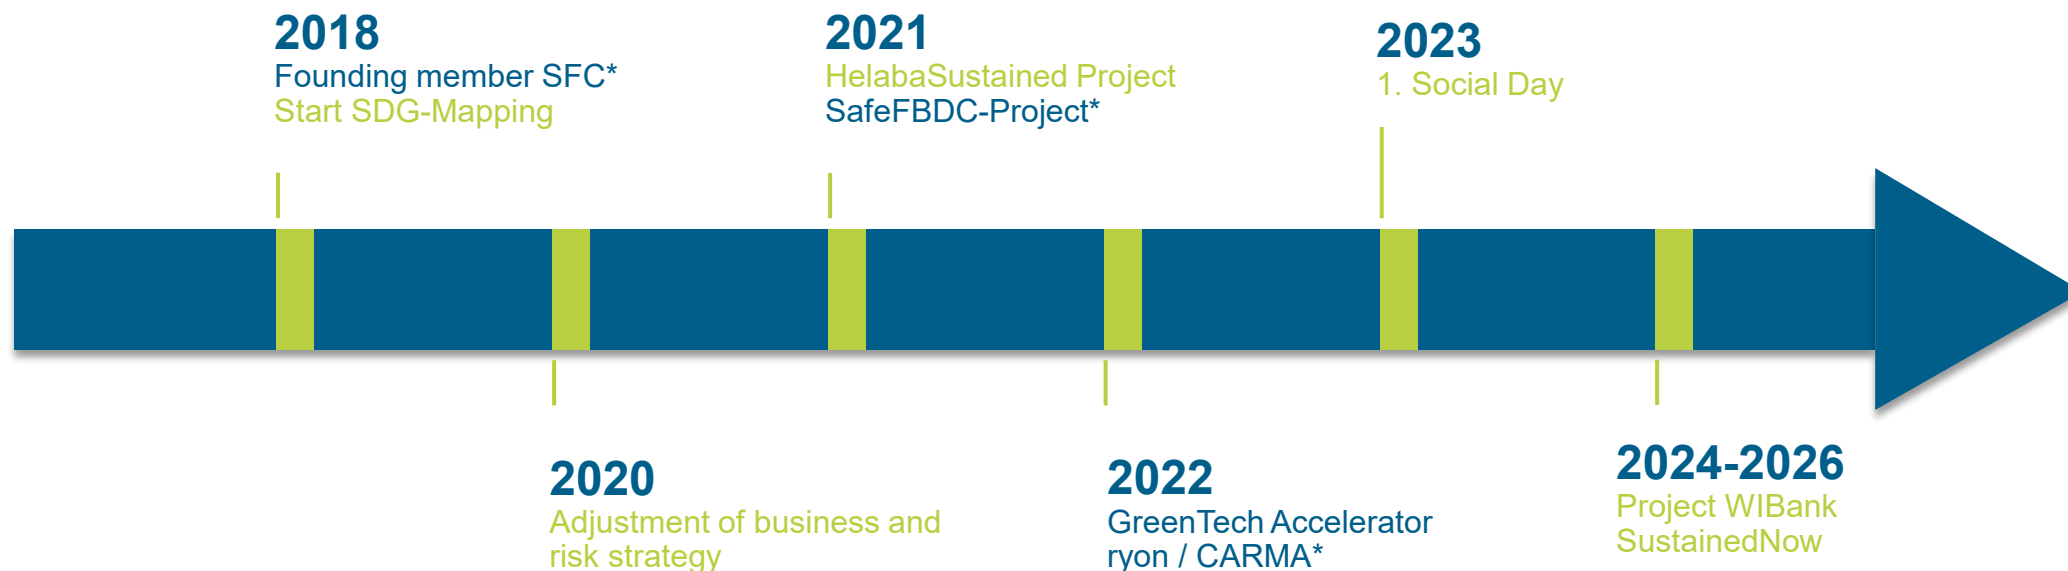 2018
Founding member SFC*
Start SDG-Mapping
2021
HelabaSustained Project
SafeFBDC-Project*
2023
1. Social Day
2020
Adjustment of business and
risk strategy
2022
GreenTech Accelerator
ryon / CARMA*
2024-2026
Project WIBank
SustainedNow